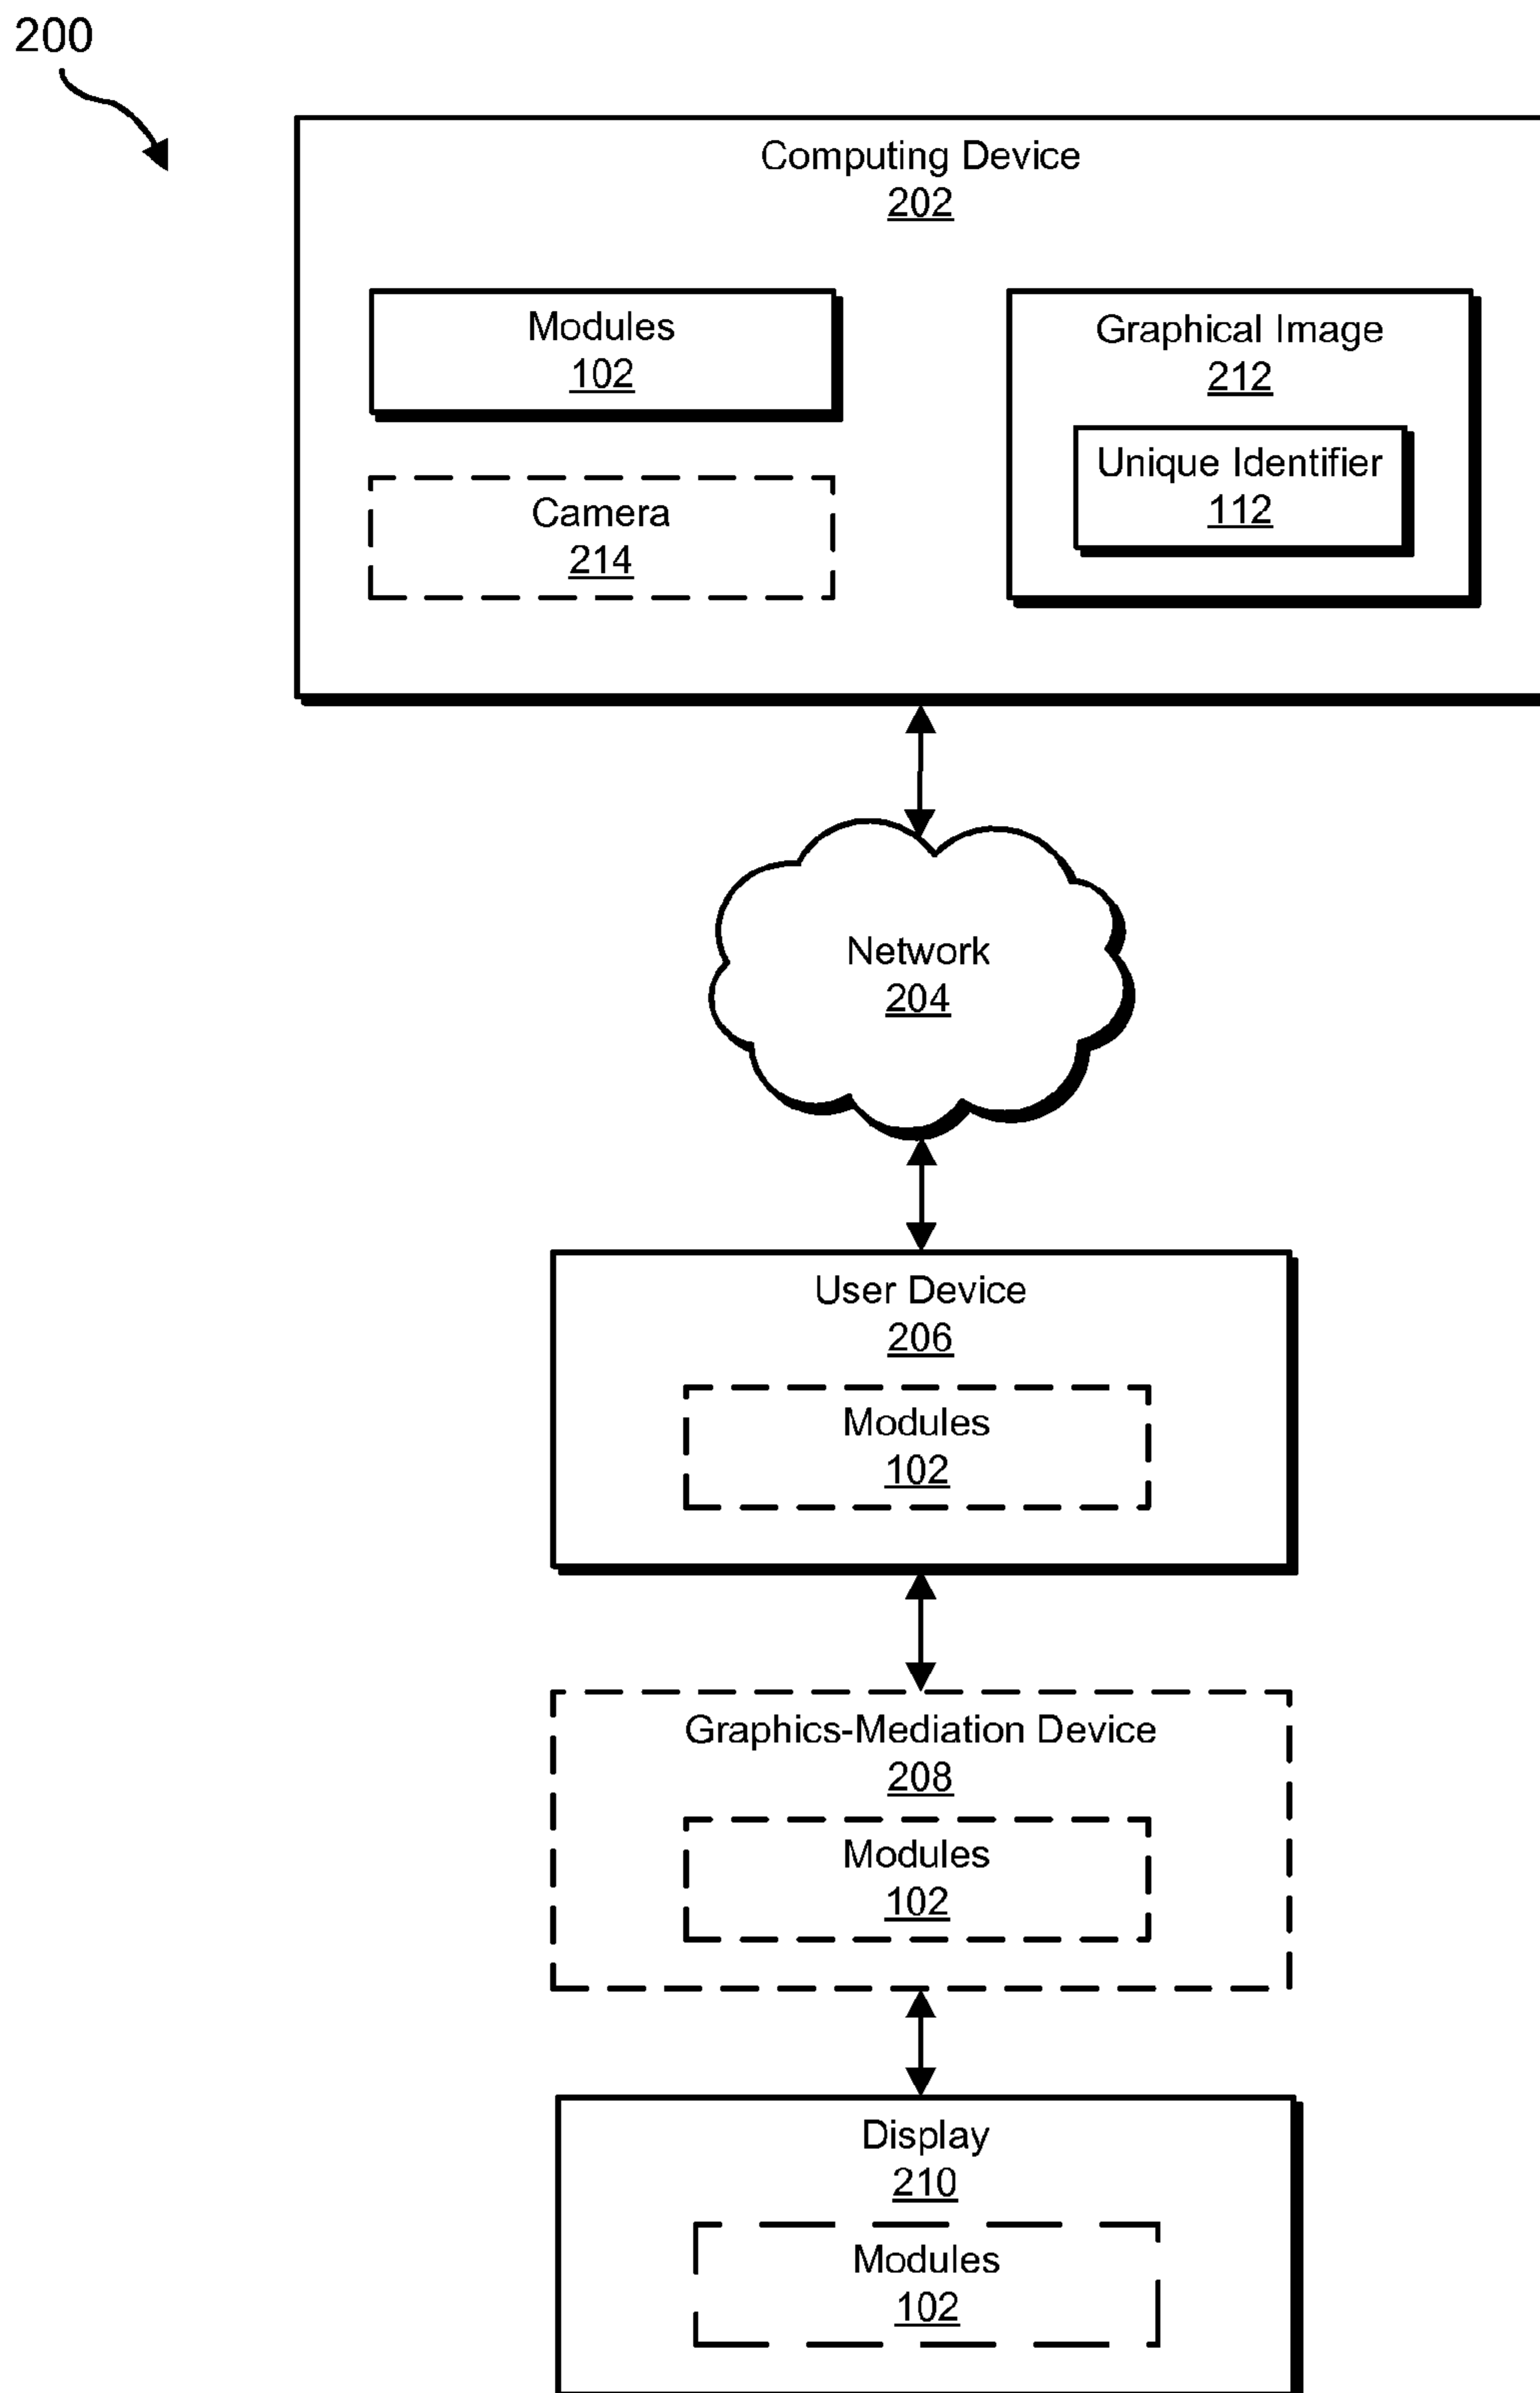 200
Computing Device
202
Modules
102
Camera
214
Graphical Image
212
Unique Identifier
112
Network
204
User Device
206
Modules
102
Graphics-Mediation Device
208
Modules
102
Display
210
Modules
102